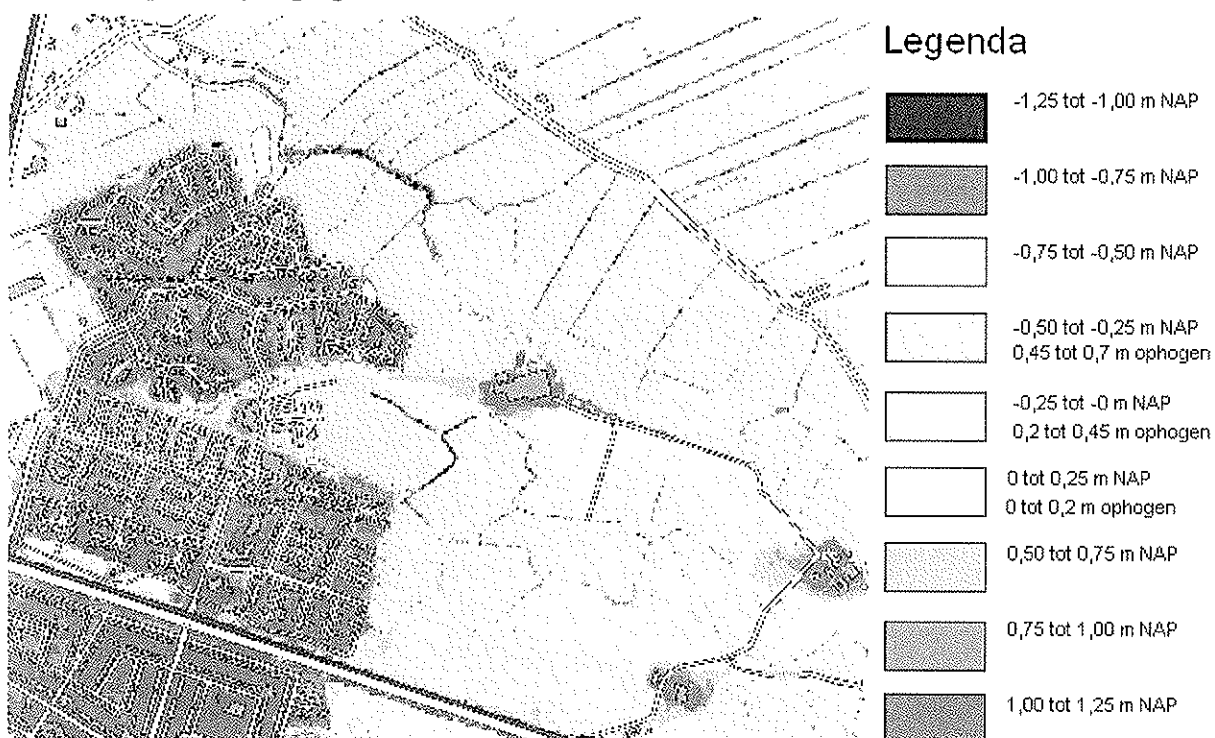 Legenda
-1,25 tot -1,00 m NAP
-1,00 tot -0,75 m NAP
-0,75 tot -0,50 m NAP
-0,50 tot -0,25 m NAP
0,45 tot 0,7 m ophogen
-0,25 tot -0 m NAP
0,2 tot 0,45 m ophogen
0 tot 0,25 m NAP
0 tot 0,2 m ophogen
0,50 tot 0,75 m NAP
0,75 tot 1,00 m NAP
1,00 tot 1,25 m NAP